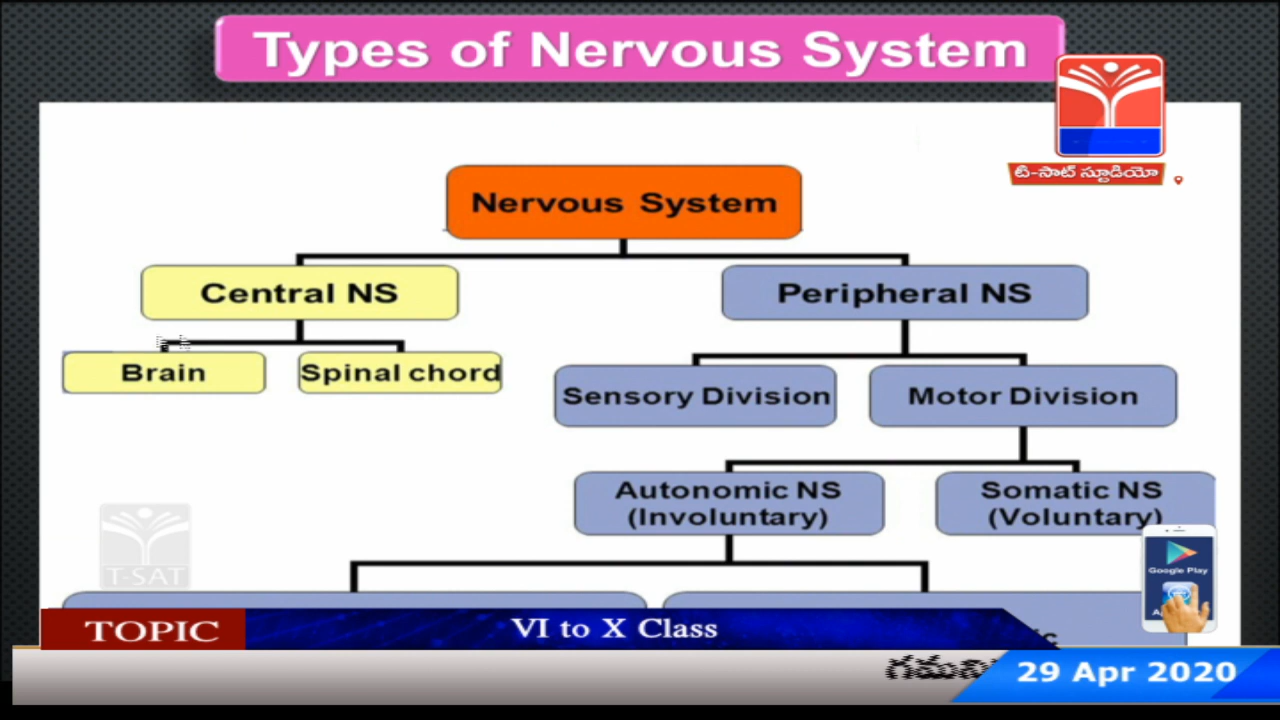 Types of Nervous System
టి-సాట్ స్టూడియో
Nervous System
Central NS
Peripheral NS
Brain
Spinal chord
Sensory Division
Motor Division
Autonomic NS
(Involuntary)
Somatic NS
(Voluntary)
Google Play
T-SAT
TOPIC
VI to X Class
29 Apr 2020